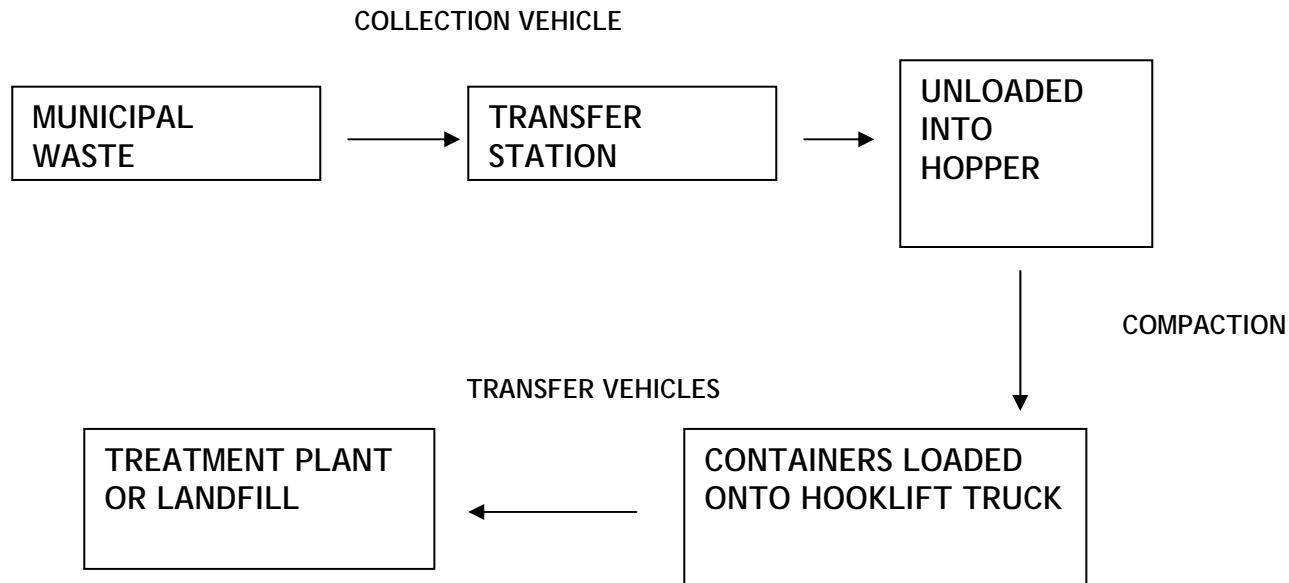 COLLECTION VEHICLE
MUNICIPAL
WASTE
TRANSFER
STATION
UNLOADED
INTO
HOPPER
COMPACTION
TRANSFER VEHICLES
CONTAINERS LOADED
ONTO HOOKLIFT TRUCK
TREATMENT PLANT
OR LANDFILL